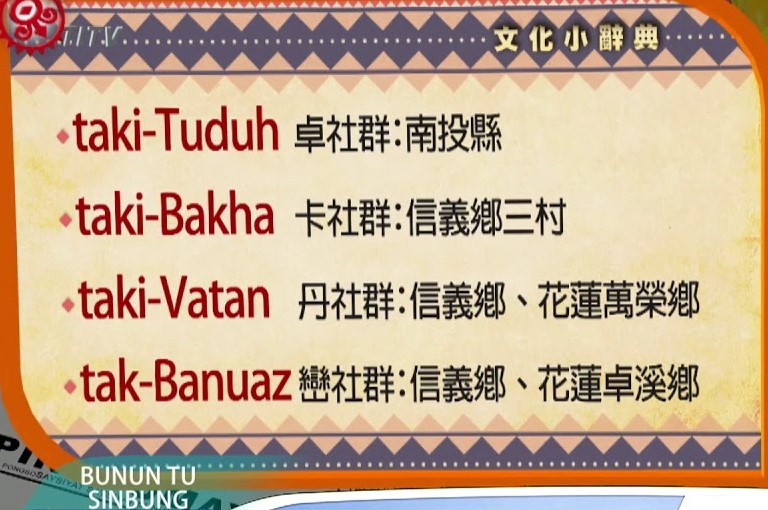 文化小辭典
taki-Tuduh 卓社群：南投縣
taki-Bakha 卡社群：信義鄉三村
taki-Vatan 丹社群：信義鄉、花蓮萬榮鄉
tak-Banuaz 巒社群：信義鄉、花蓮卓溪鄉
BUNUN TU
SINBUNG